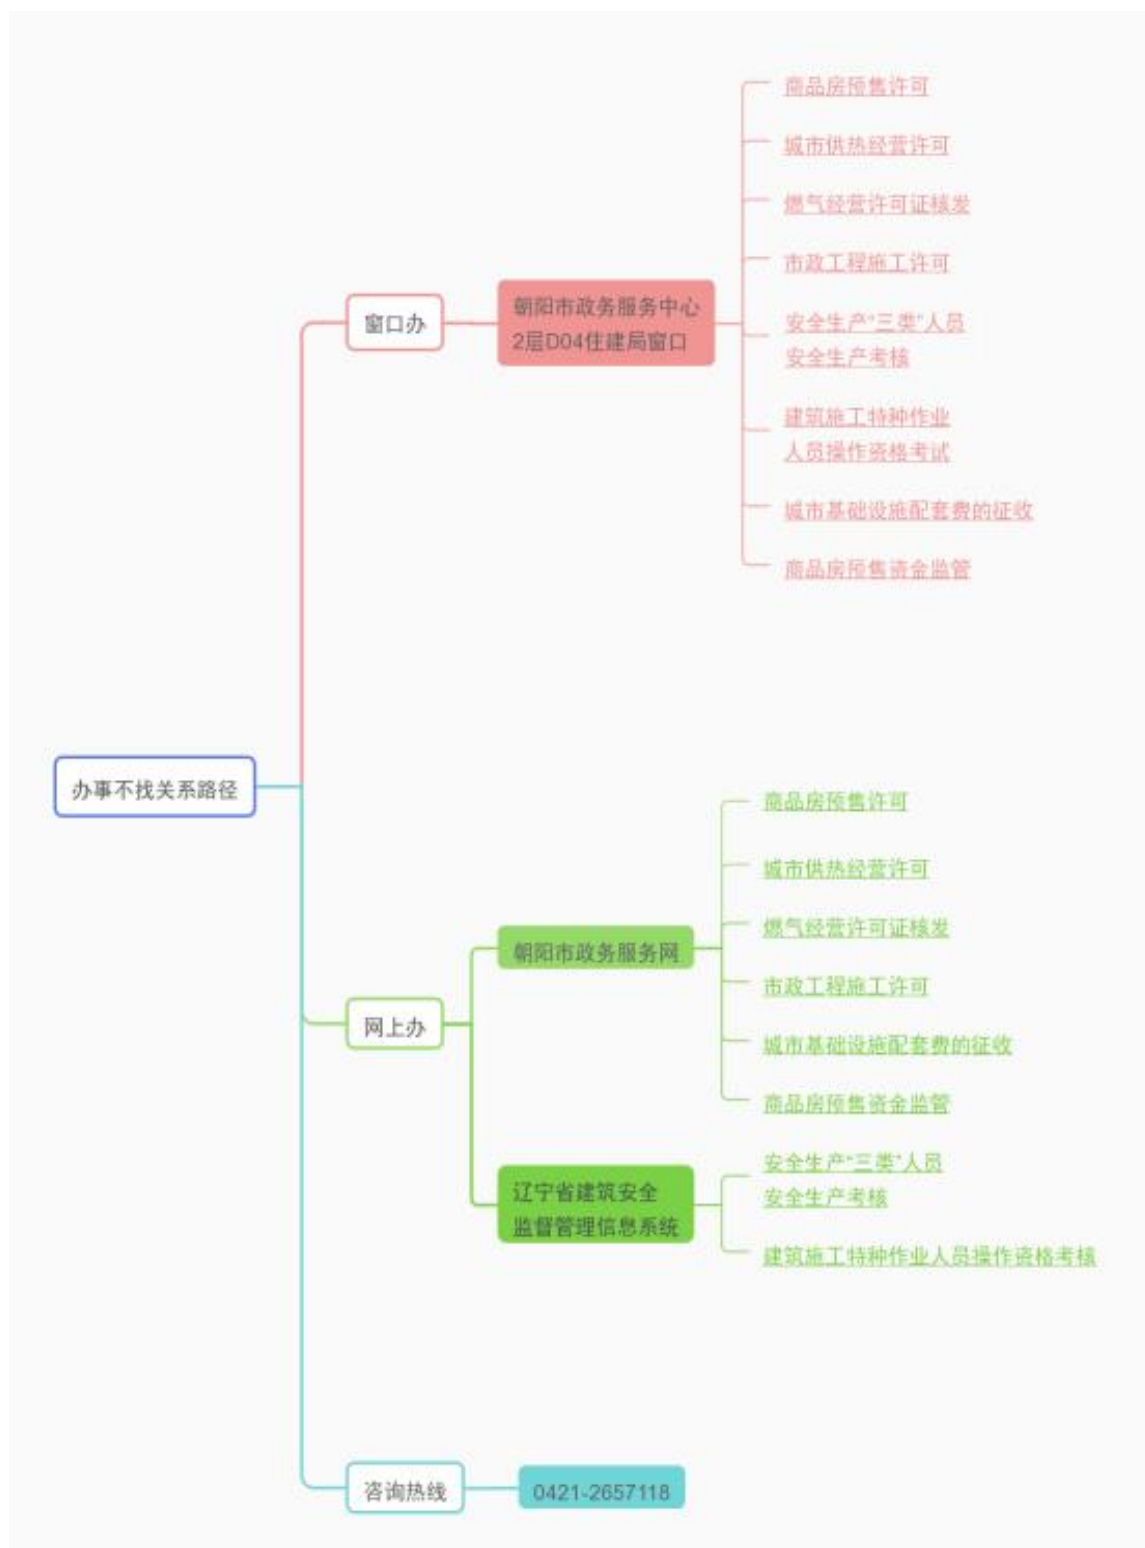 办事不找关系路径
窗口办
朝阳市政务服务中心
2层D04住建局窗口
商品房预售许可
城市供热经营许可
燃气经营许可证核发
市政工程施工许可
安全生产“三类”人员
安全生产考核
建筑施工特种作业
人员操作资格考试
城市基础设施配套费的征收
商品房预售资金监管
网上办
朝阳市政务服务网
商品房预售许可
城市供热经营许可
燃气经营许可证核发
市政工程施工许可
城市基础设施配套费的征收
商品房预售资金监管
辽宁省建筑安全
监督管理信息系统
安全生产“三类”人员
安全生产考核
建筑施工特种作业人员操作资格考核
咨询热线
0421-2657118